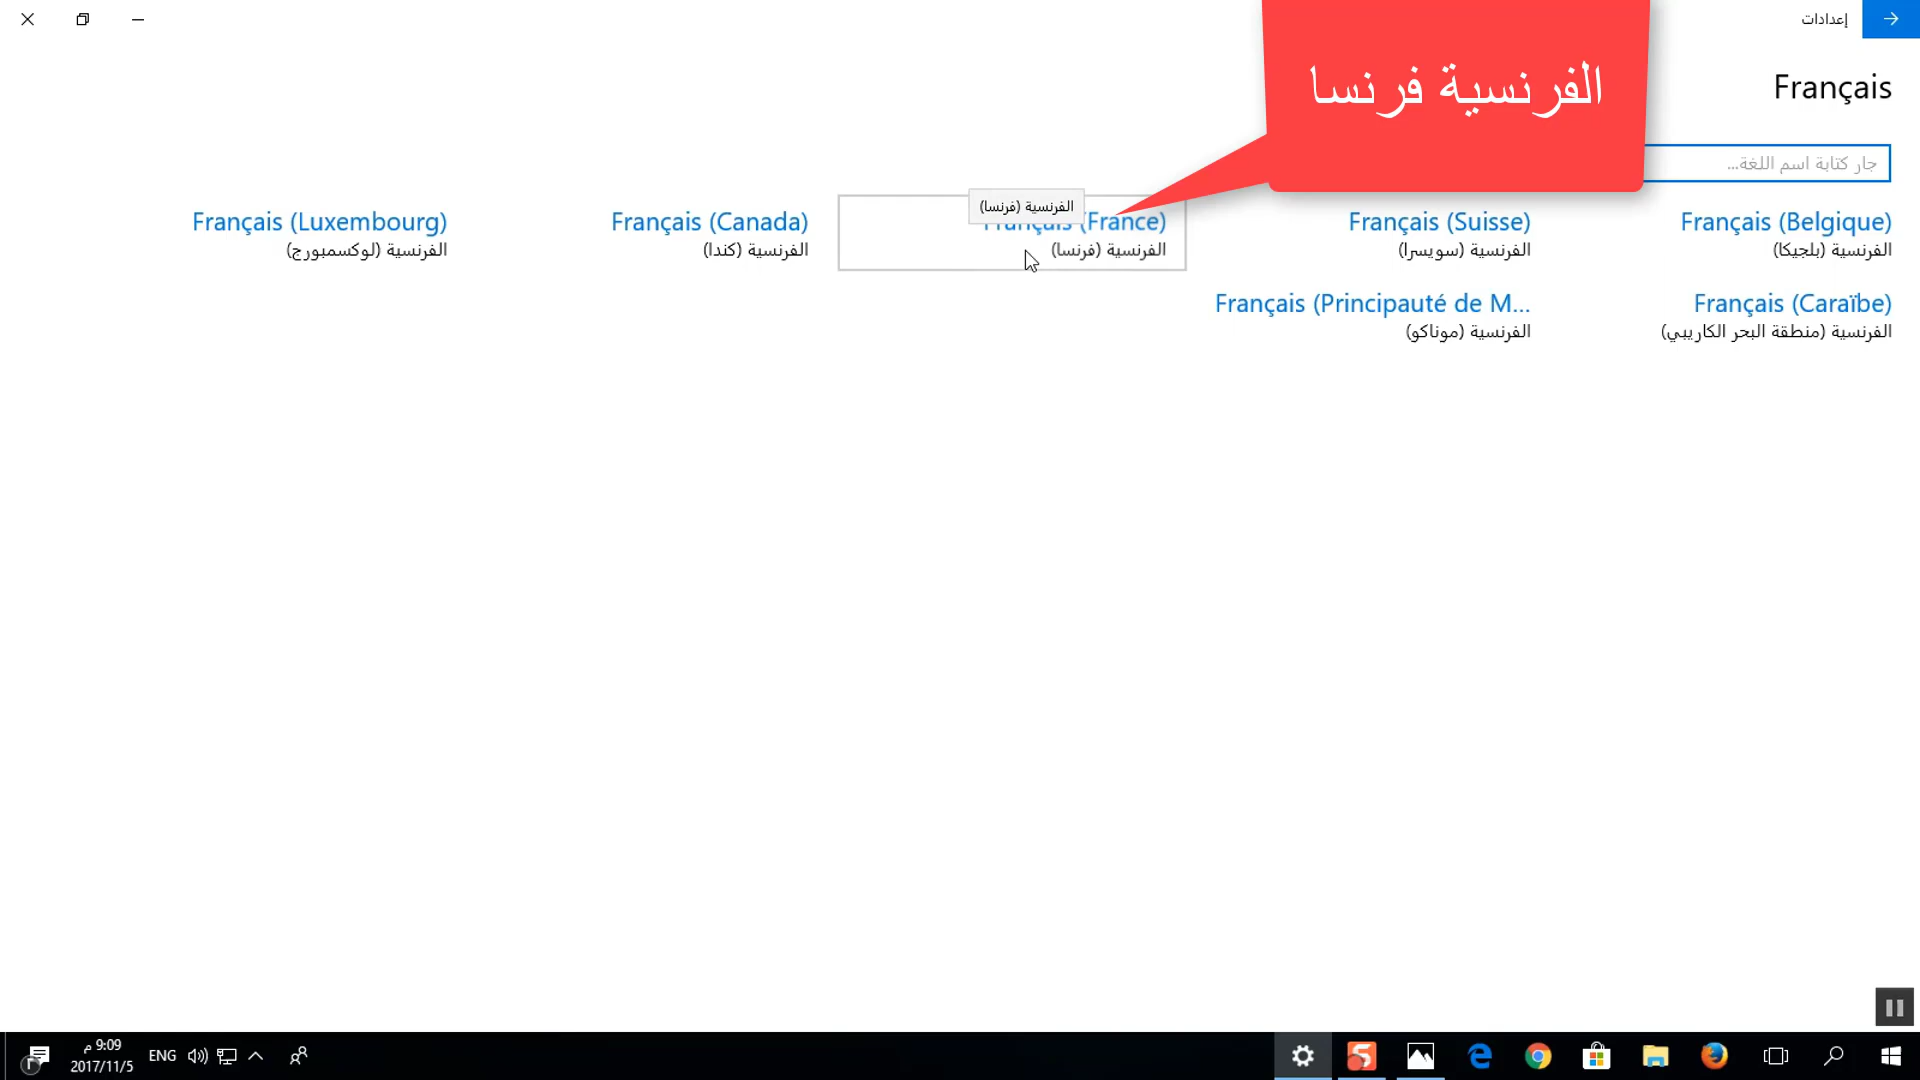 إعدادات
Français
الفرنسية فرنسا
جار كتابة اسم اللغة...
Français (Belgique)
الفرنسية (بلجيكا)
Français (Suisse)
الفرنسية (سويسرا)
الفرنسية (فرنسا)
Français (France)
الفرنسية (فرنسا)
Français (Canada)
الفرنسية (كندا)
Français (Luxembourg)
الفرنسية (لوكسمبورج)
Français (Caraïbe)
الفرنسية (منطقة البحر الكاريبي)
Français (Principauté de M...
الفرنسية (موناكو)
ENG
9:09 م
2017/11/5